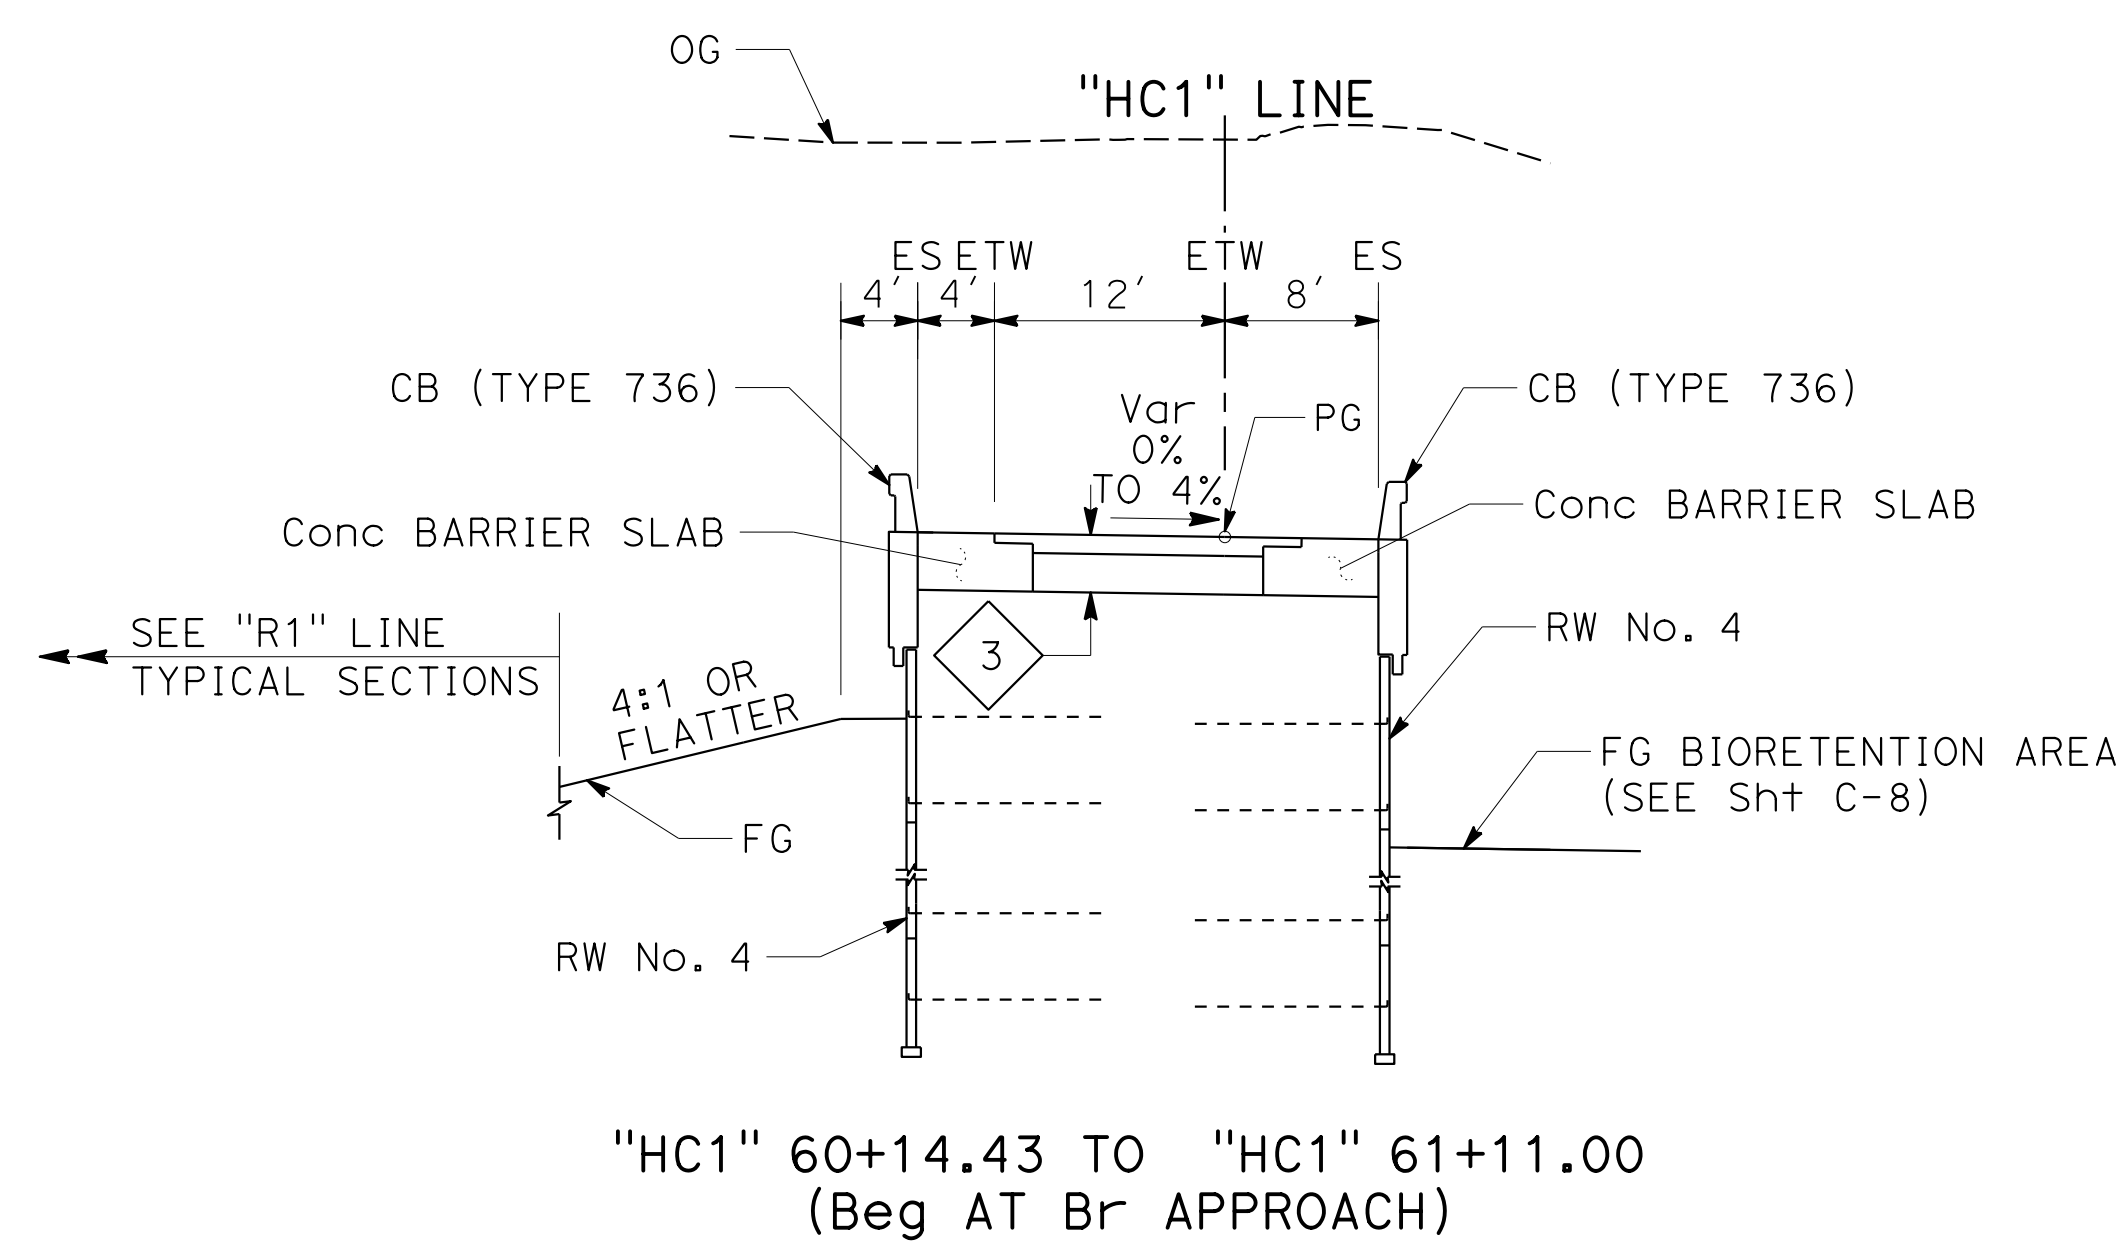 OG
"HC1" LINE
ES ETW ETW ES
4' 4' 12' 8'
CB (TYPE 736)
CB (TYPE 736)
Var
0%
TO 4%
PG
Conc BARRIER SLAB
Conc BARRIER SLAB
SEE "R1" LINE
TYPICAL SECTIONS
4:1 OR
FLATTER
3
RW No. 4
FG BIORETENTION AREA
(SEE Sht C-8)
FG
RW No. 4
"HC1" 60+14.43 TO "HC1" 61+11.00
(Beg AT Br APPROACH)